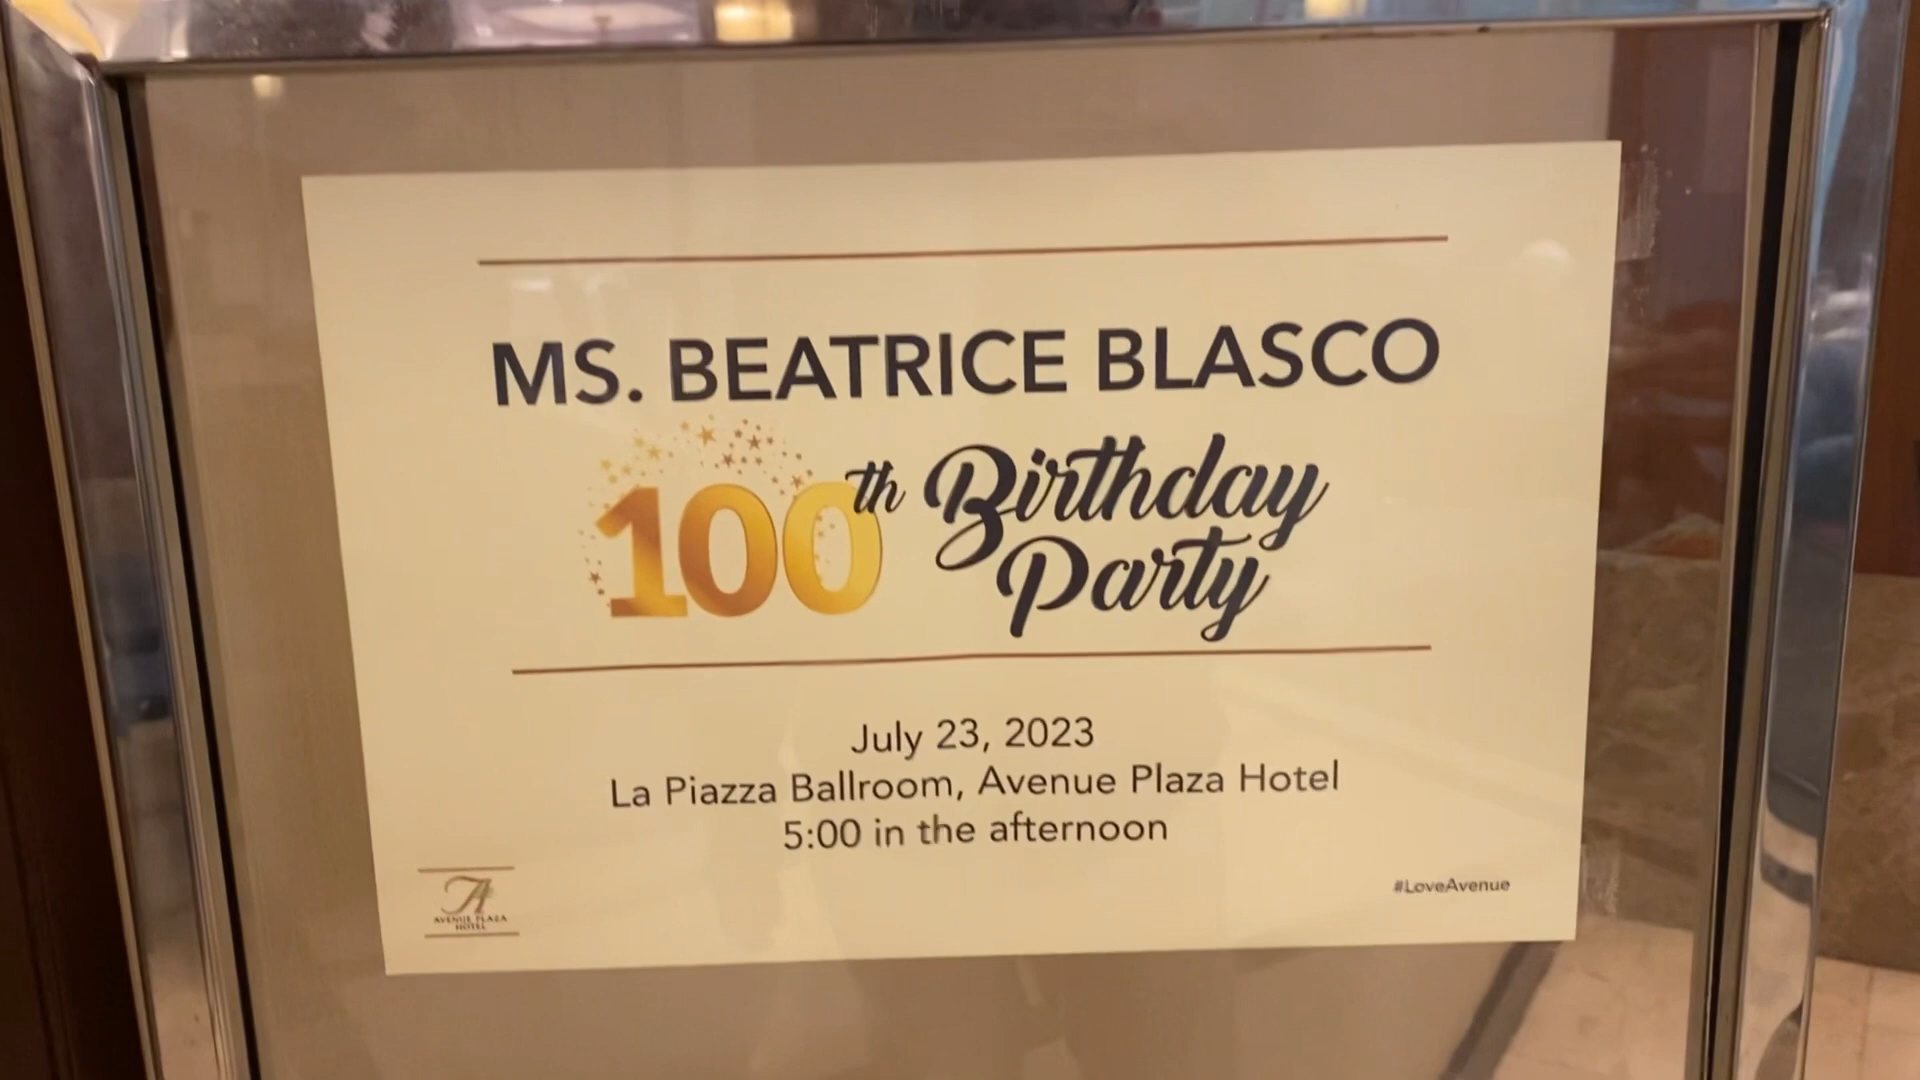 MS. BEATRICE BLASCO
100th Birthday
Party
July 23, 2023
La Piazza Ballroom, Avenue Plaza Hotel
5:00 in the afternoon
#LoveAvenue
AVENUE PLAZA
HOTEL